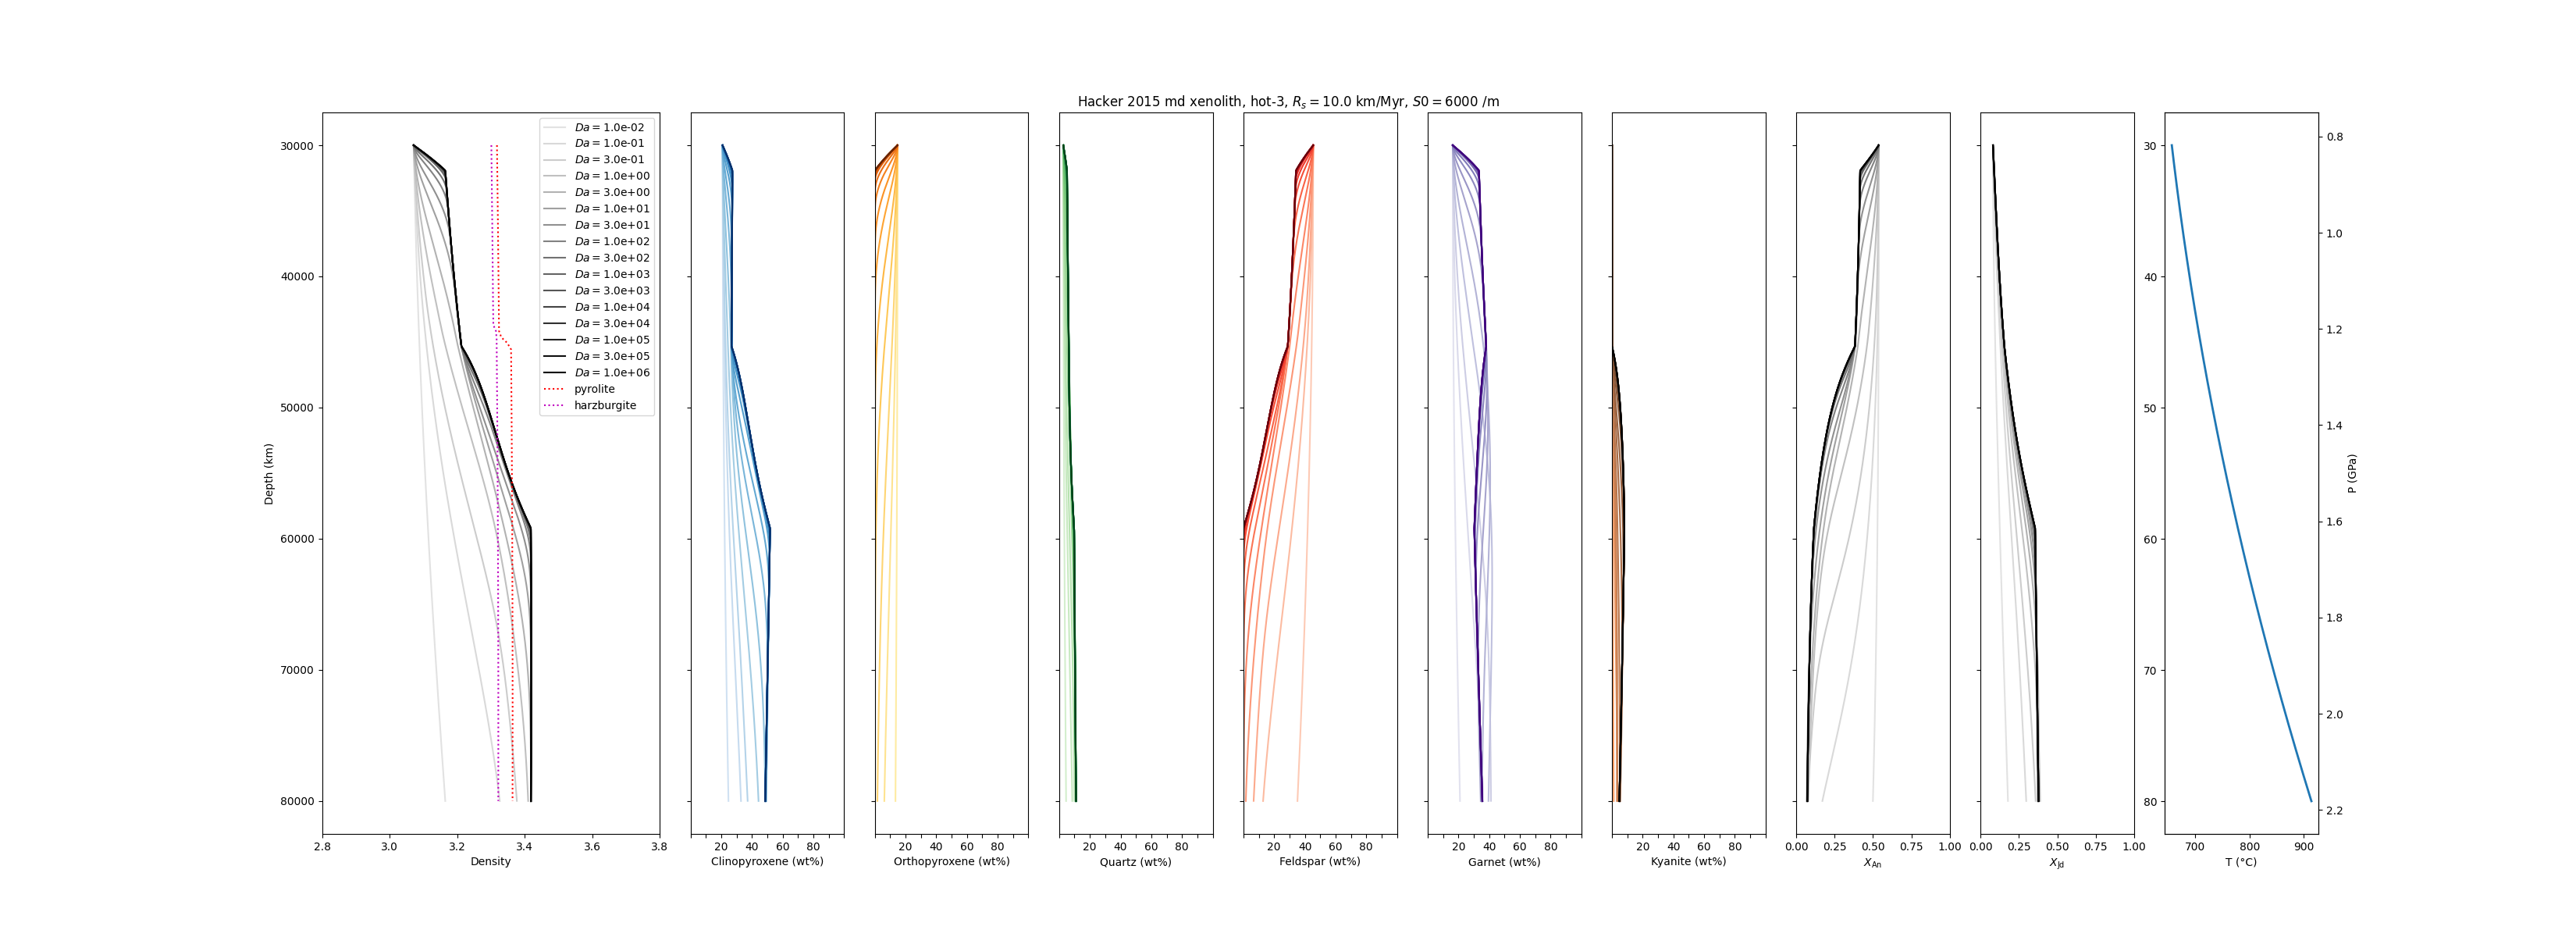 Hacker 2015 md xenolith, hot-3, Rs = 10.0 km/Myr, S0 = 6000 /m
Da = 1.0e-02
Da = 1.0e-01
Da = 3.0e-01
Da = 1.0e+00
Da = 3.0e+00
Da = 1.0e+01
Da = 3.0e+01
Da = 1.0e+02
Da = 3.0e+02
Da = 1.0e+03
Da = 3.0e+03
Da = 1.0e+04
Da = 3.0e+04
Da = 1.0e+05
Da = 3.0e+05
Da = 1.0e+06
pyrolite
harzburgite
Depth (km)
30000
40000
50000
60000
70000
80000
2.8 3.0 3.2 3.4 3.6 3.8
Density
20 40 60 80
Clinopyroxene (wt%)
20 40 60 80
Orthopyroxene (wt%)
20 40 60 80
Quartz (wt%)
20 40 60 80
Feldspar (wt%)
20 40 60 80
Garnet (wt%)
20 40 60 80
Kyanite (wt%)
0.00 0.25 0.50 0.75 1.00
XAn
0.00 0.25 0.50 0.75 1.00
XJd
30
40
50
60
70
80
700 800 900
T (°C)
0.8
1.0
1.2
1.4
1.6
1.8
2.0
2.2
P (GPa)